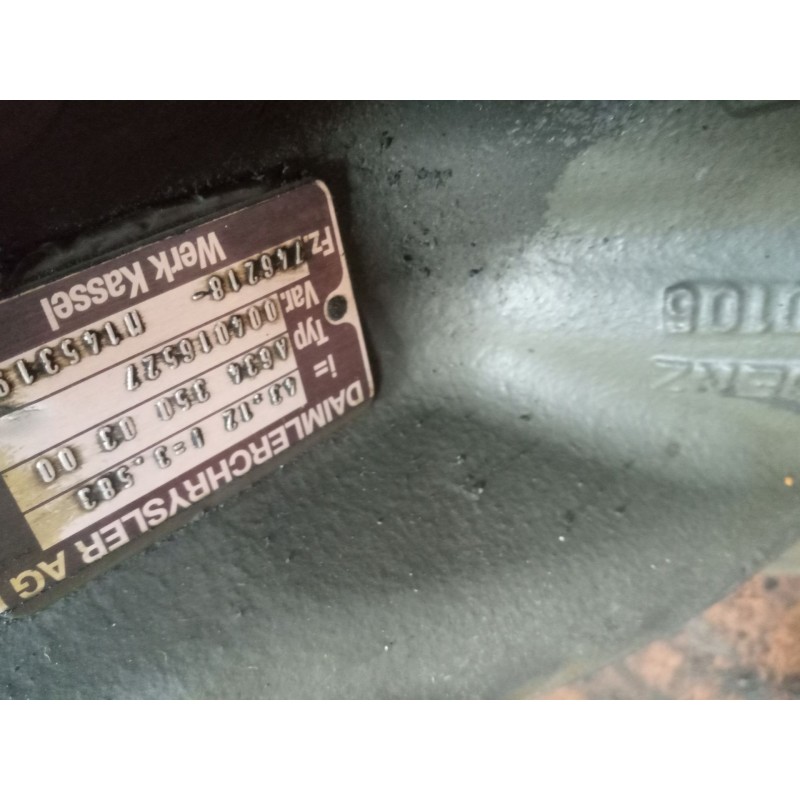 DAIMLERCHRYSLER AG
i= 43.12 U=3.583
Typ A634 350 03 00
Var. 004016527
Fz. 746218-
Werk Kassel